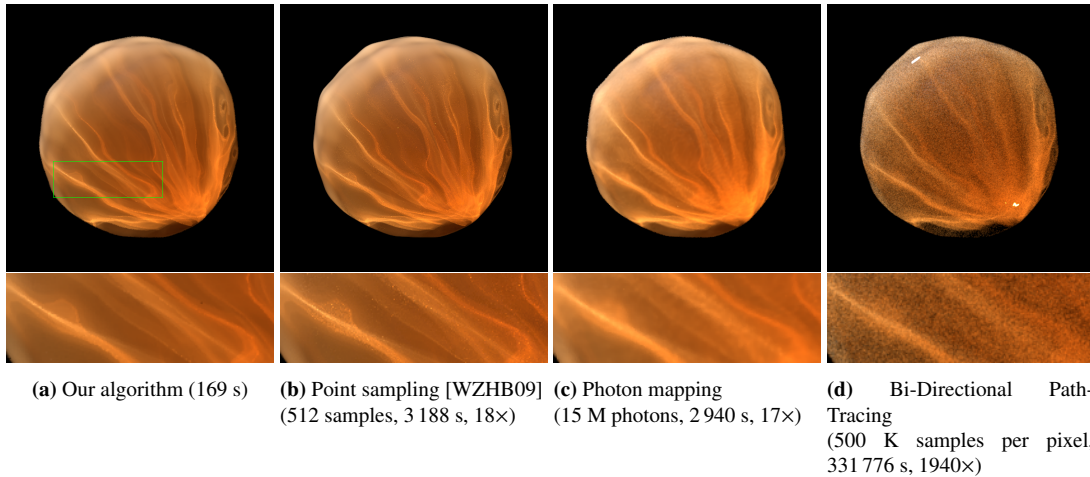 (a) Our algorithm (169 s)
(b) Point sampling [WZHB09]
(512 samples, 3 188 s, 18×)
(c) Photon mapping
(15 M photons, 2 940 s, 17×)
(d) Bi-Directional Path-
Tracing
(500 K samples per pixel,
331 776 s, 1940×)